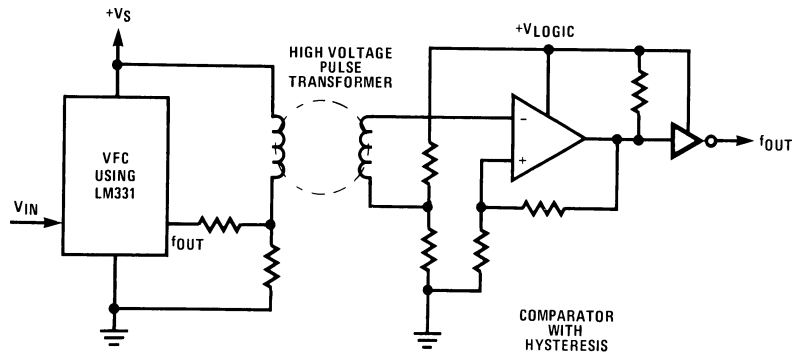 +VS
HIGH VOLTAGE
PULSE
TRANSFORMER
+VLOGIC
VFC
USING
LM331
VIN
fOUT
−
+
fOUT
COMPARATOR
WITH
HYSTERESIS